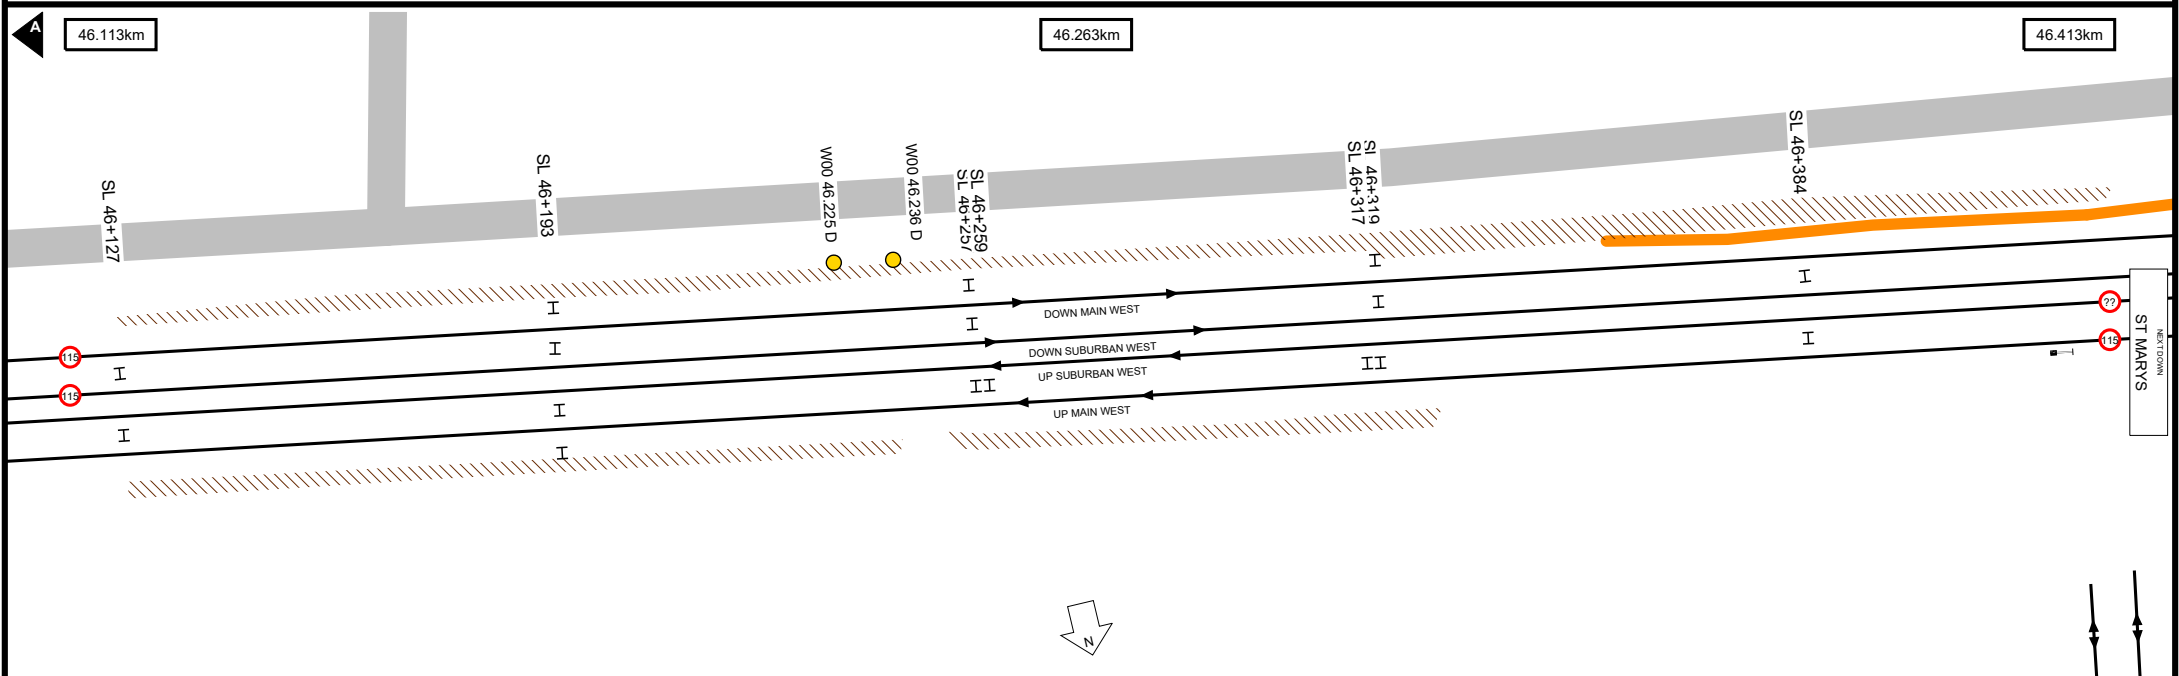 A
46.113km
46.263km
46.413km
SL 46+127
SL 46+193
W00 46.225 D
W00 46.236 D
SL 46+259
SL 46+257
SL 46+319
SL 46+317
SL 46+384
DOWN MAIN WEST
DOWN SUBURBAN WEST
UP SUBURBAN WEST
UP MAIN WEST
115
115
??
115
ST MARYS
NEXT DOWN
N